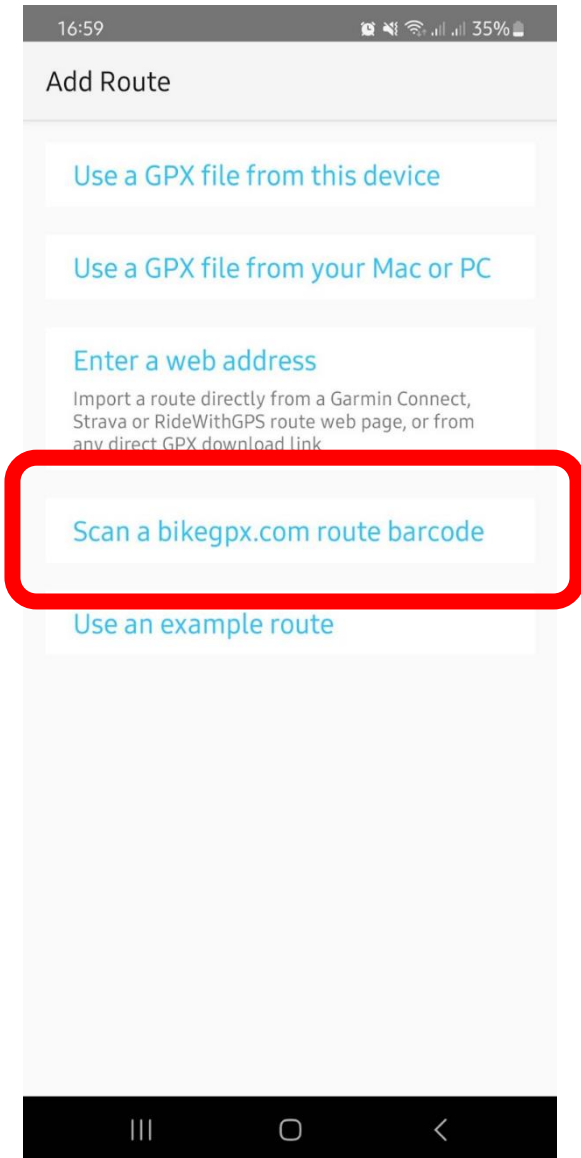 16:59 35%
Add Route
Use a GPX file from this device
Use a GPX file from your Mac or PC
Enter a web address
Import a route directly from a Garmin Connect,
Strava or RideWithGPS route web page, or from
any direct GPX download link
Scan a bikegpx.com route barcode
Use an example route